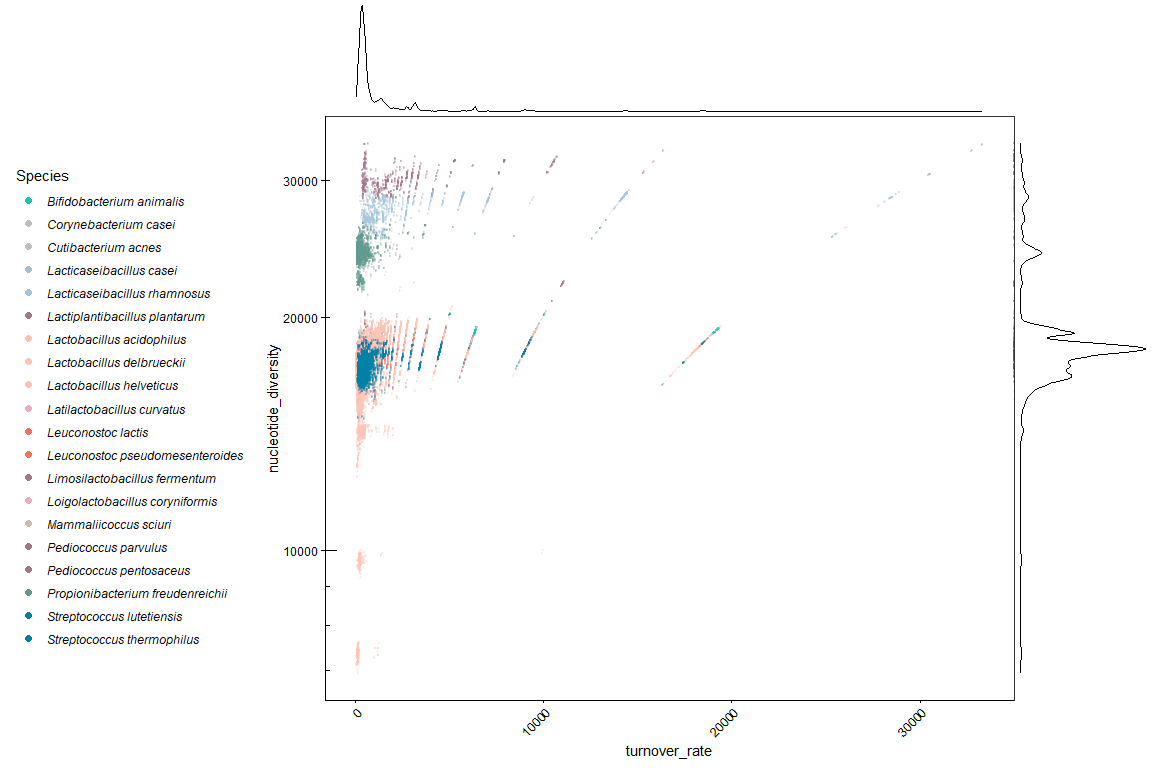 Species
Bifidobacterium animalis
Corynebacterium casei
Cutibacterium acnes
Lacticaseibacillus casei
Lacticaseibacillus rhamnosus
Lactiplantibacillus plantarum
Lactobacillus acidophilus
Lactobacillus delbrueckii
Lactobacillus helveticus
Latilactobacillus curvatus
Leuconostoc lactis
Leuconostoc pseudomesenteroides
Limosilactobacillus fermentum
Loigolactobacillus coryniformis
Mammaliicoccus sciuri
Pediococcus parvulus
Pediococcus pentosaceus
Propionibacterium freudenreichii
Streptococcus lutetiensis
Streptococcus thermophilus
nucleotide_diversity
30000
20000
10000
0
10000
20000
30000
turnover_rate